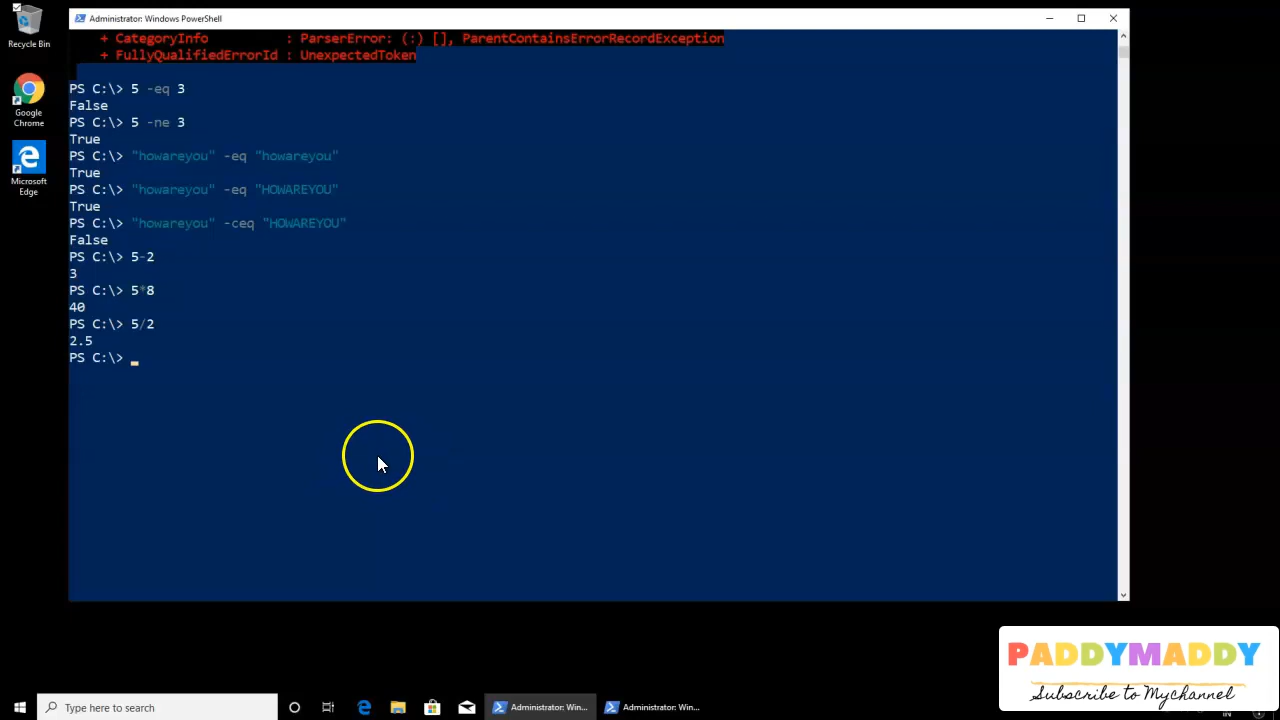 Administrator: Windows PowerShell
+ CategoryInfo : ParserError: (:) [], ParentContainsErrorRecordException
+ FullyQualifiedErrorId : UnexpectedToken
PS C:\> 5 -eq 3
False
PS C:\> 5 -ne 3
True
PS C:\> "howareyou" -eq "howareyou"
True
PS C:\> "howareyou" -eq "HOWAREYOU"
True
PS C:\> "howareyou" -ceq "HOWAREYOU"
False
PS C:\> 5-2
3
PS C:\> 5*8
40
PS C:\> 5/2
2.5
PS C:\>
Recycle Bin
Google
Chrome
Microsoft
Edge
PADDYMADDY
Subscribe to Mychannel
Type here to search
Administrator: Win...
Administrator: Win...
IN